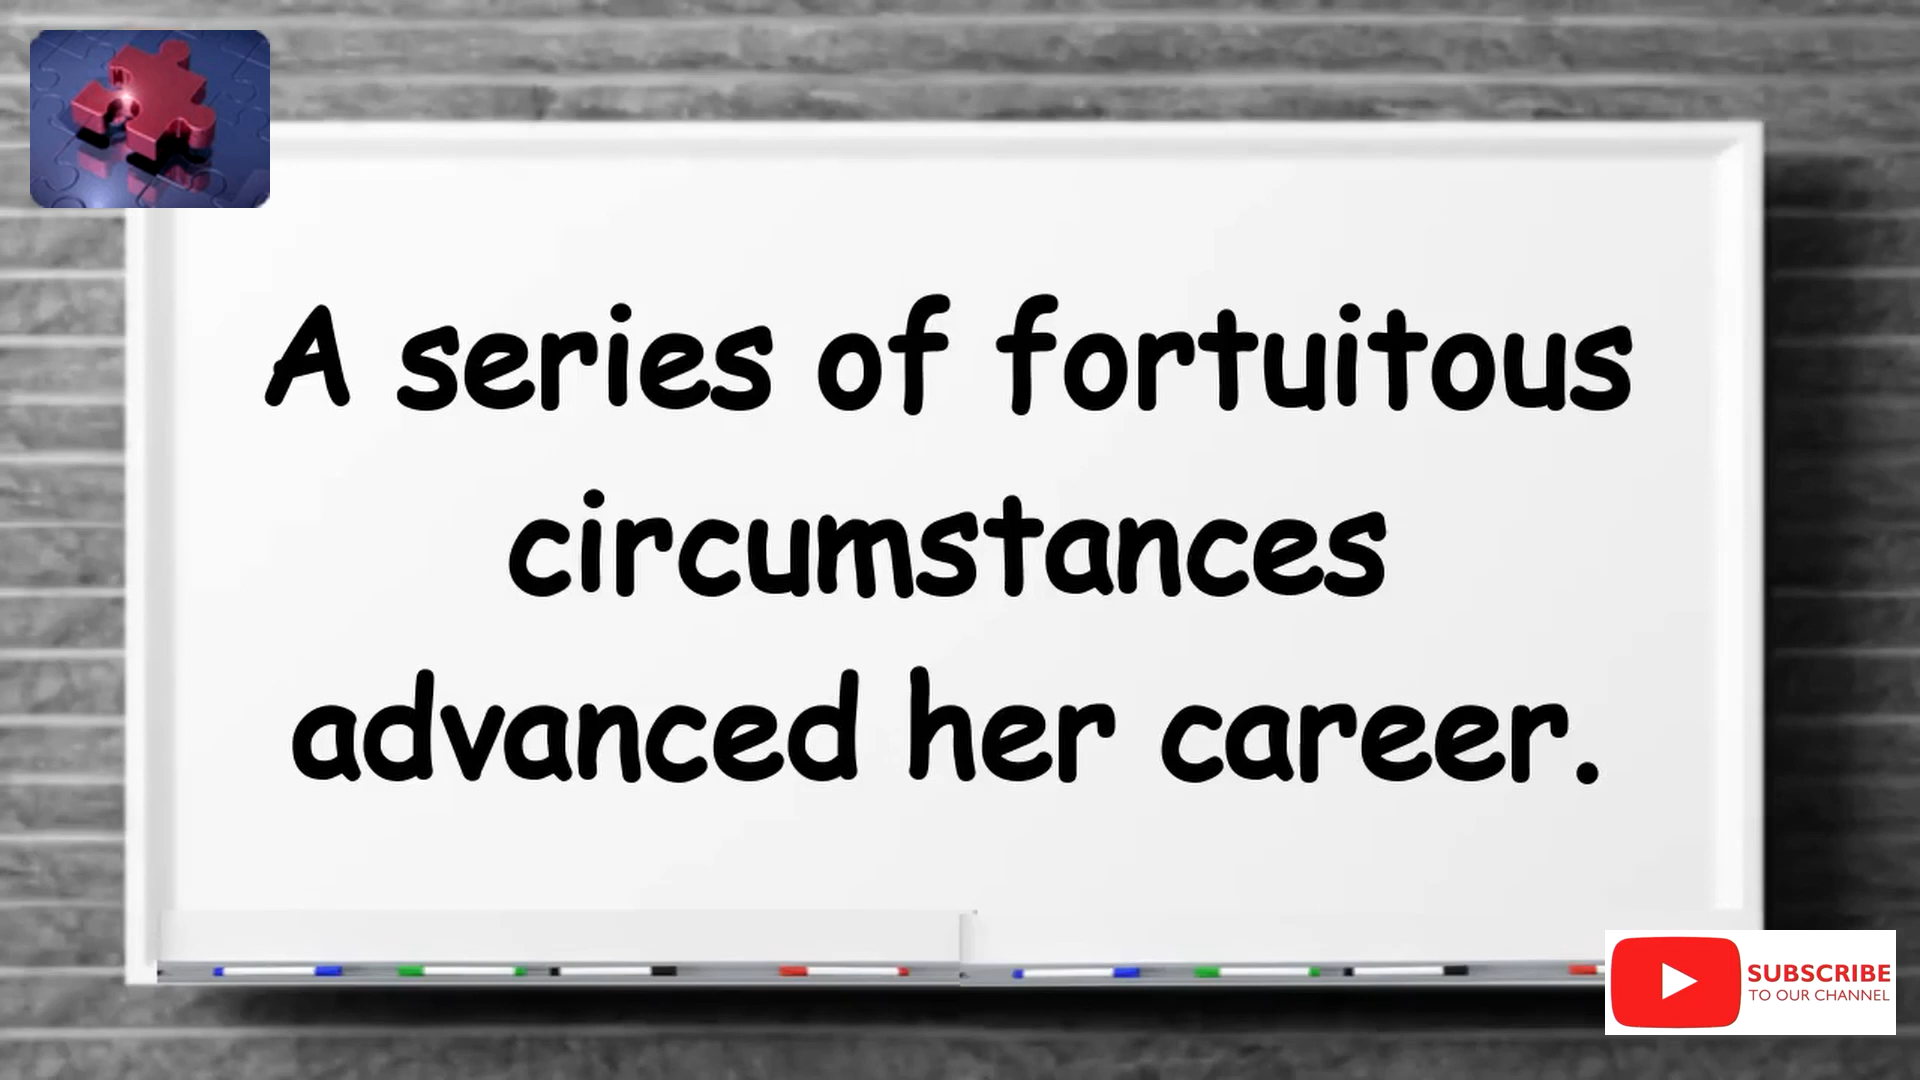 A series of fortuitous
circumstances
advanced her career.
SUBSCRIBE
TO OUR CHANNEL